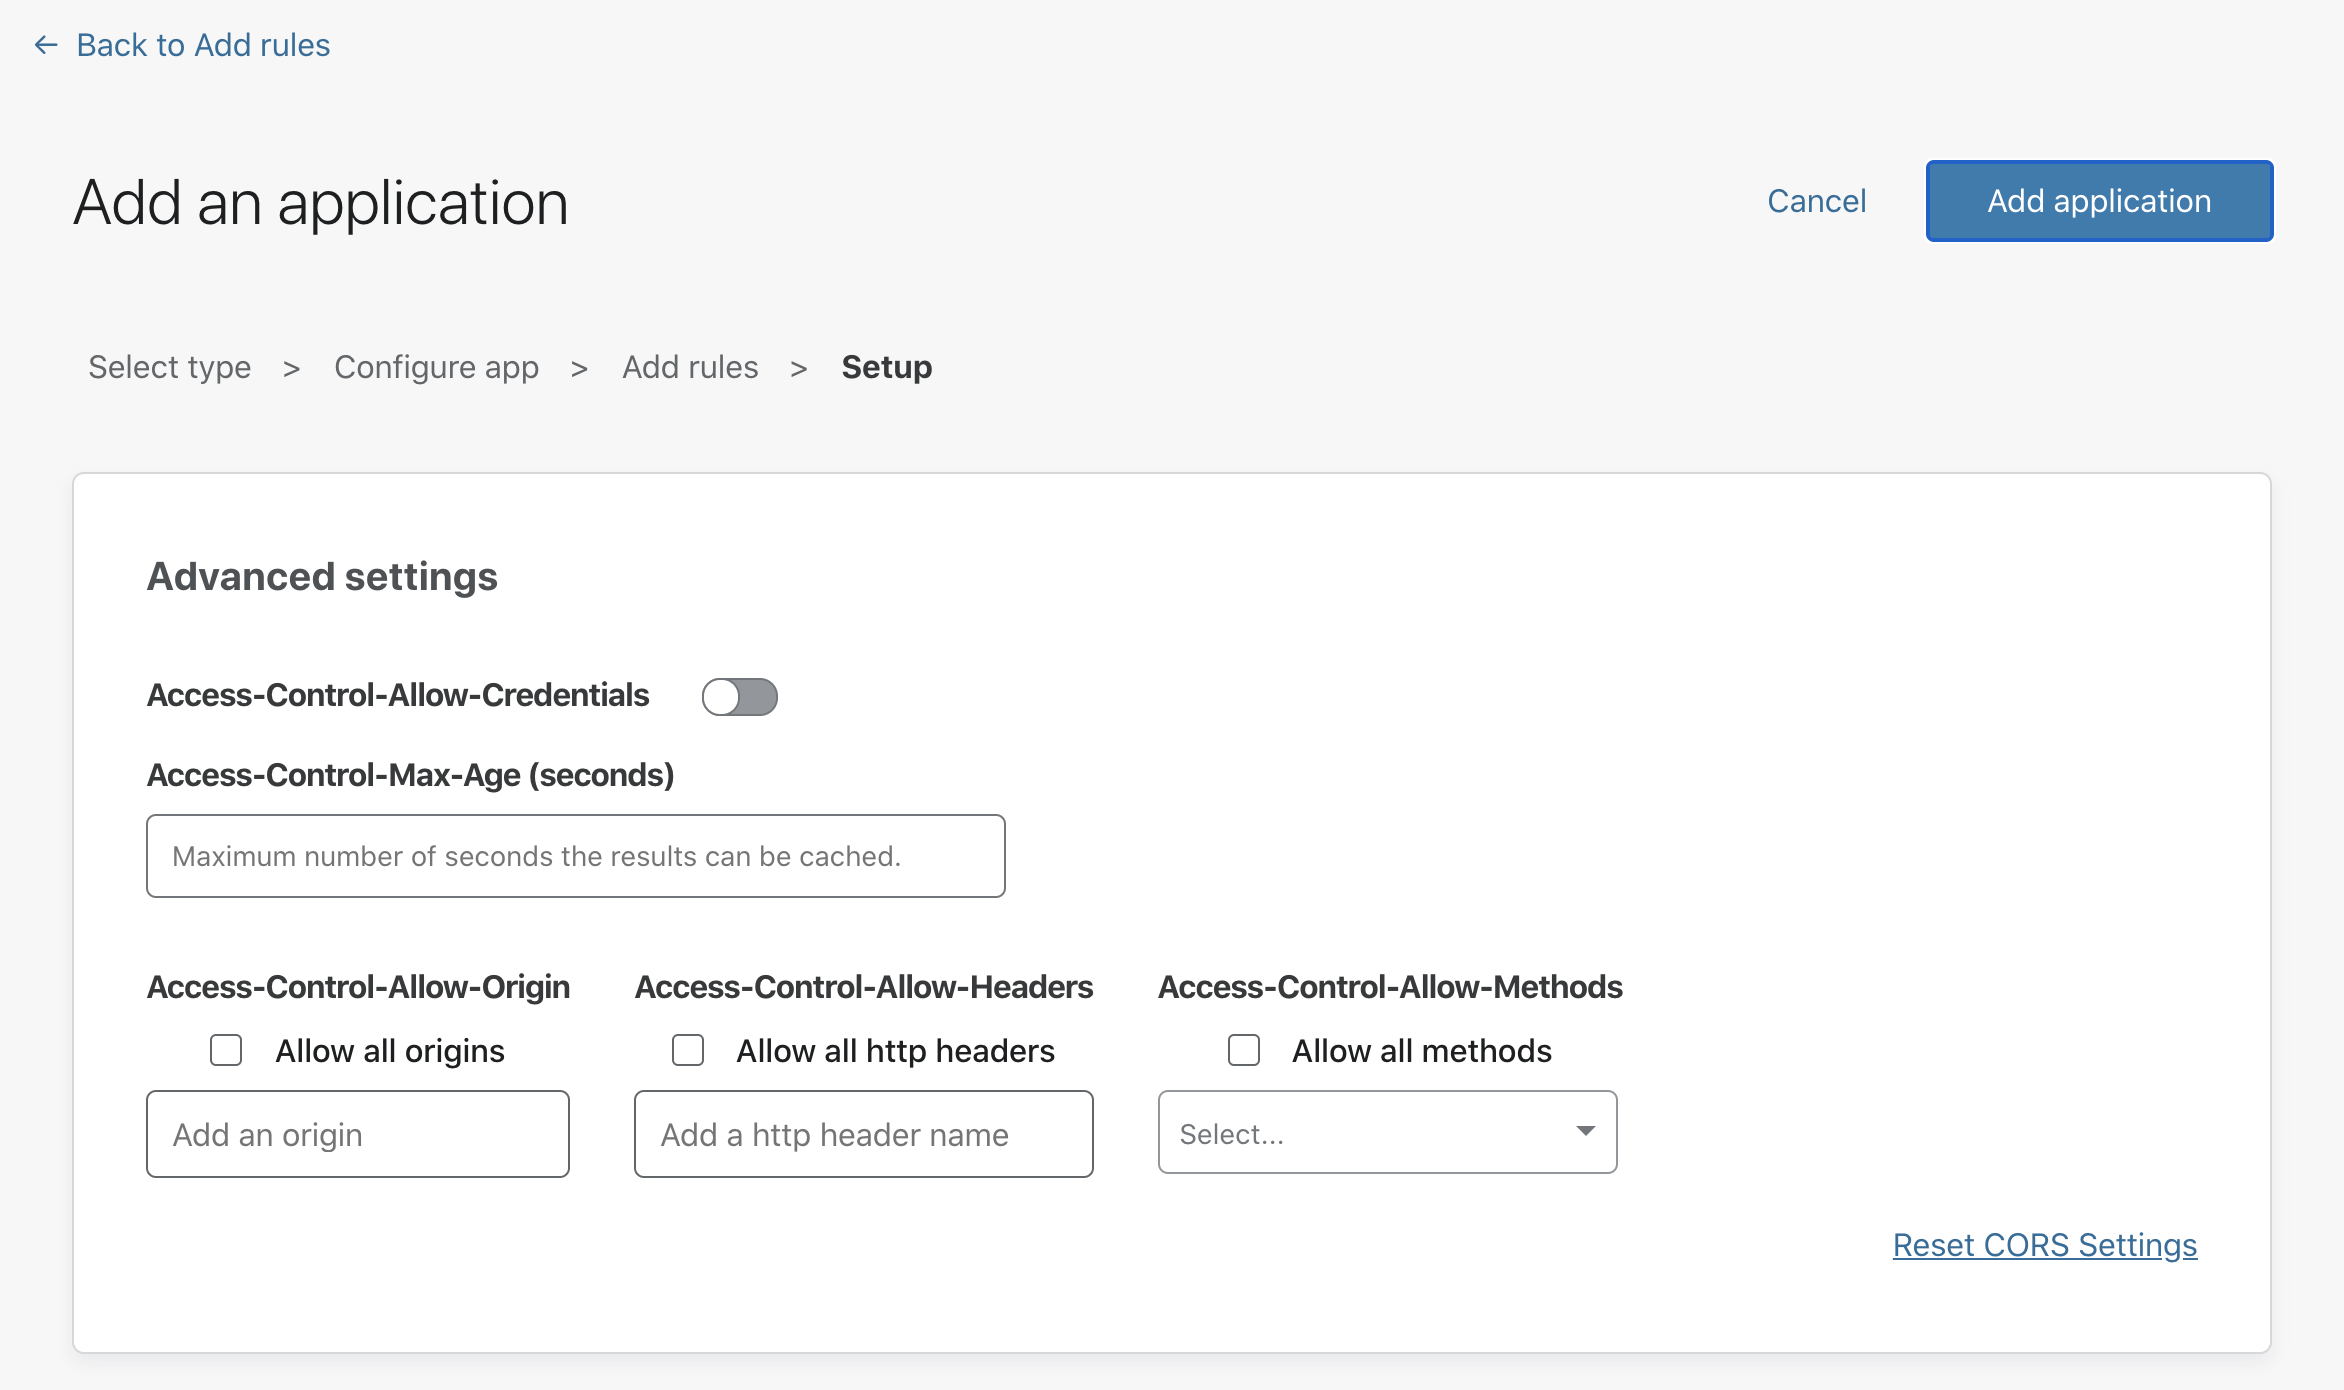 ← Back to Add rules
Add an application
Cancel
Add application
Select type > Configure app > Add rules > Setup
Advanced settings
Access-Control-Allow-Credentials
Access-Control-Max-Age (seconds)
Maximum number of seconds the results can be cached.
Access-Control-Allow-Origin
Allow all origins
Add an origin
Access-Control-Allow-Headers
Allow all http headers
Add a http header name
Access-Control-Allow-Methods
Allow all methods
Select...
Reset CORS Settings